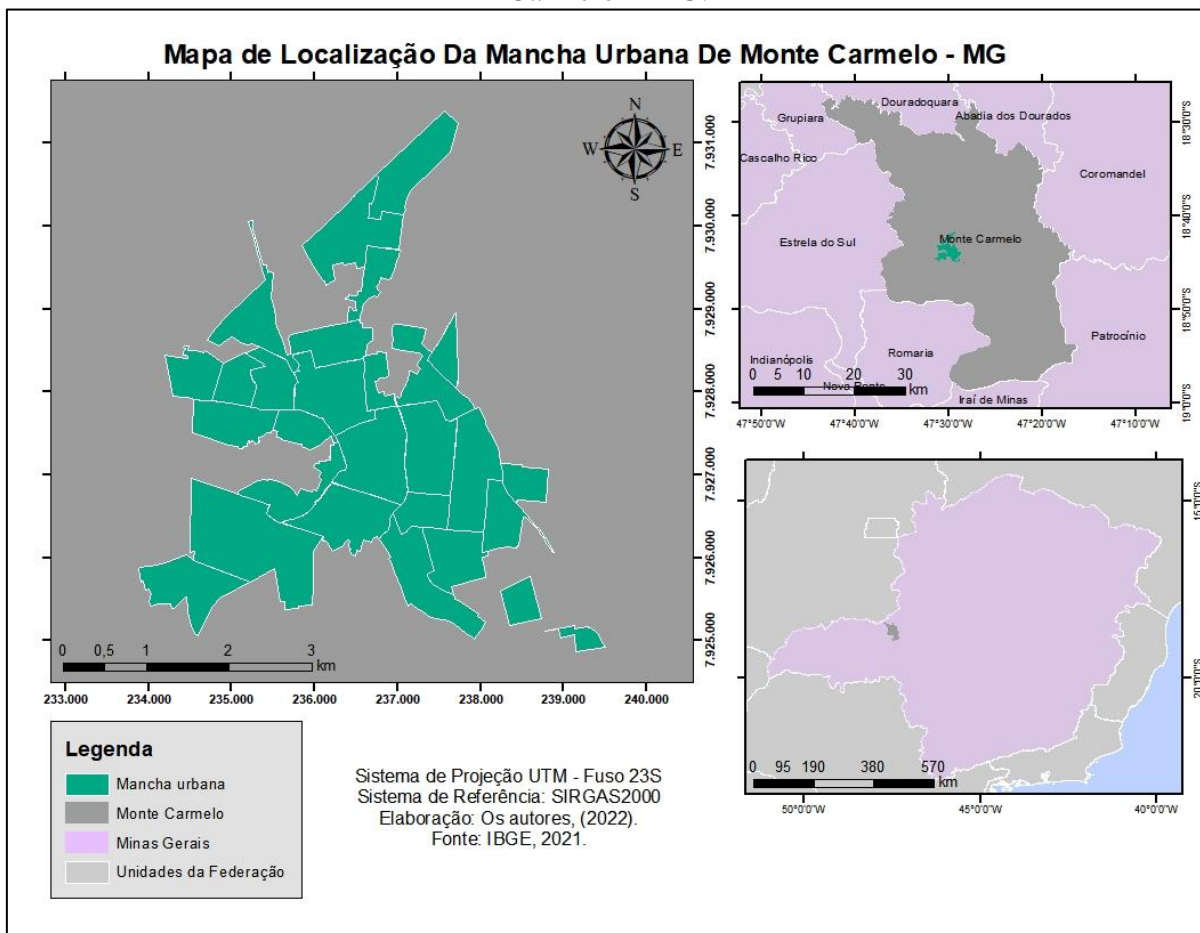 Mapa de Localização Da Mancha Urbana De Monte Carmelo - MG
N
W E
S
7.931.000
7.930.000
7.929.000
7.928.000
7.927.000
7.926.000
7.925.000
0 0,5 1 2 3
km
233.000 234.000 235.000 236.000 237.000 238.000 239.000 240.000
Douradoquara
Grupiara
Abadia dos Dourados
Cascalho Rico
Coromandel
Estrela do Sul
Monte Carmelo
Patrocínio
Romaria
Indianópolis
Nova Ponte
Iraí de Minas
0 5 10 20 30
km
18°30'0"S
18°40'0"S
18°50'0"S
19°0'0"S
47°50'0"W 47°40'0"W 47°30'0"W 47°20'0"W 47°10'0"W
15°0'0"S
20°0'0"S
0 95 190 380 570
km
50°0'0"W 45°0'0"W 40°0'0"W
Legenda
Mancha urbana
Monte Carmelo
Minas Gerais
Unidades da Federação
Sistema de Projeção UTM - Fuso 23S
Sistema de Referência: SIRGAS2000
Elaboração: Os autores, (2022).
Fonte: IBGE, 2021.